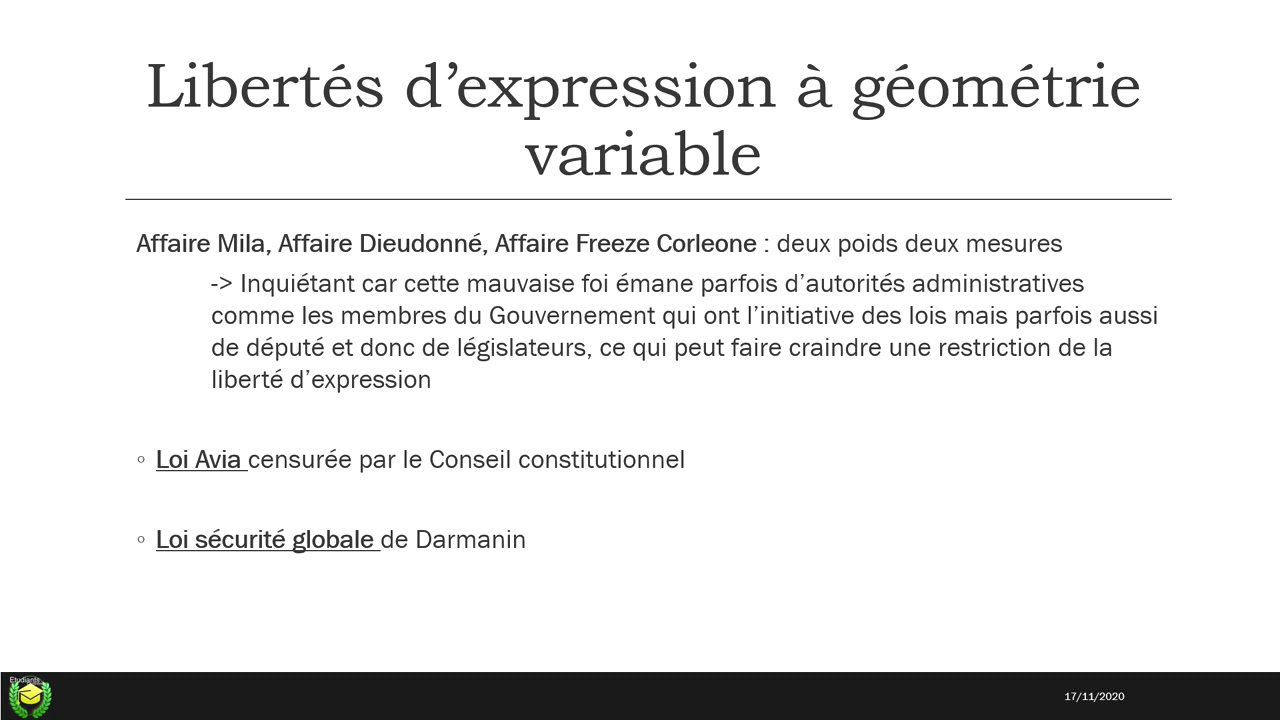 Libertés d’expression à géométrie
variable
Affaire Mila, Affaire Dieudonné, Affaire Freeze Corleone : deux poids deux mesures
-> Inquiétant car cette mauvaise foi émane parfois d’autorités administratives
comme les membres du Gouvernement qui ont l’initiative des lois mais parfois aussi
de député et donc de législateurs, ce qui peut faire craindre une restriction de la
liberté d’expression
◦ Loi Avia censurée par le Conseil constitutionnel
◦ Loi sécurité globale de Darmanin
Etudiants
17/11/2020